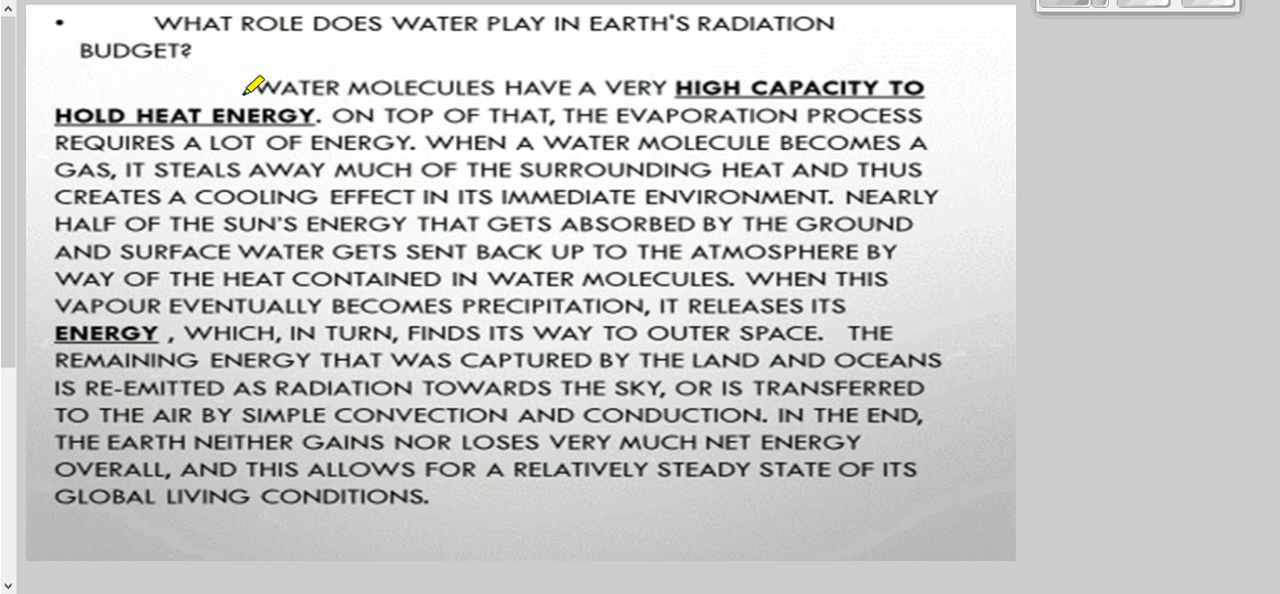 • WHAT ROLE DOES WATER PLAY IN EARTH'S RADIATION
BUDGET?
WATER MOLECULES HAVE A VERY HIGH CAPACITY TO
HOLD HEAT ENERGY. ON TOP OF THAT, THE EVAPORATION PROCESS
REQUIRES A LOT OF ENERGY. WHEN A WATER MOLECULE BECOMES A
GAS, IT STEALS AWAY MUCH OF THE SURROUNDING HEAT AND THUS
CREATES A COOLING EFFECT IN ITS IMMEDIATE ENVIRONMENT. NEARLY
HALF OF THE SUN'S ENERGY THAT GETS ABSORBED BY THE GROUND
AND SURFACE WATER GETS SENT BACK UP TO THE ATMOSPHERE BY
WAY OF THE HEAT CONTAINED IN WATER MOLECULES. WHEN THIS
VAPOUR EVENTUALLY BECOMES PRECIPITATION, IT RELEASES ITS
ENERGY , WHICH, IN TURN, FINDS ITS WAY TO OUTER SPACE. THE
REMAINING ENERGY THAT WAS CAPTURED BY THE LAND AND OCEANS
IS RE-EMITTED AS RADIATION TOWARDS THE SKY, OR IS TRANSFERRED
TO THE AIR BY SIMPLE CONVECTION AND CONDUCTION. IN THE END,
THE EARTH NEITHER GAINS NOR LOSES VERY MUCH NET ENERGY
OVERALL, AND THIS ALLOWS FOR A RELATIVELY STEADY STATE OF ITS
GLOBAL LIVING CONDITIONS.